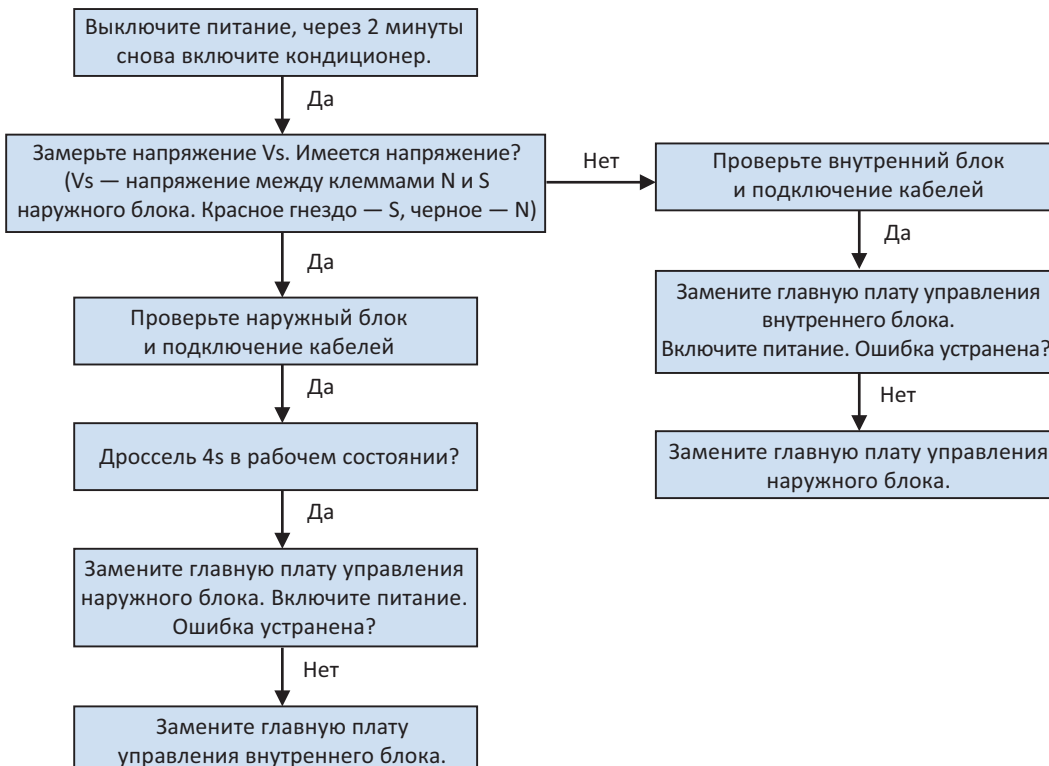 Выключите питание, через 2 минуты
снова включите кондиционер.
Да
Замерьте напряжение Vs. Имеется напряжение?
(Vs — напряжение между клеммами N и S
наружного блока. Красное гнездо — S, черное — N)
Нет
Проверьте внутренний блок
и подключение кабелей
Да
Да
Проверьте наружный блок
и подключение кабелей
Замените главную плату управления
внутреннего блока.
Включите питание. Ошибка устранена?
Да
Нет
Дроссель 4s в рабочем состоянии?
Замените главную плату управления
наружного блока.
Да
Замените главную плату управления
наружного блока. Включите питание.
Ошибка устранена?
Нет
Замените главную плату
управления внутреннего блока.